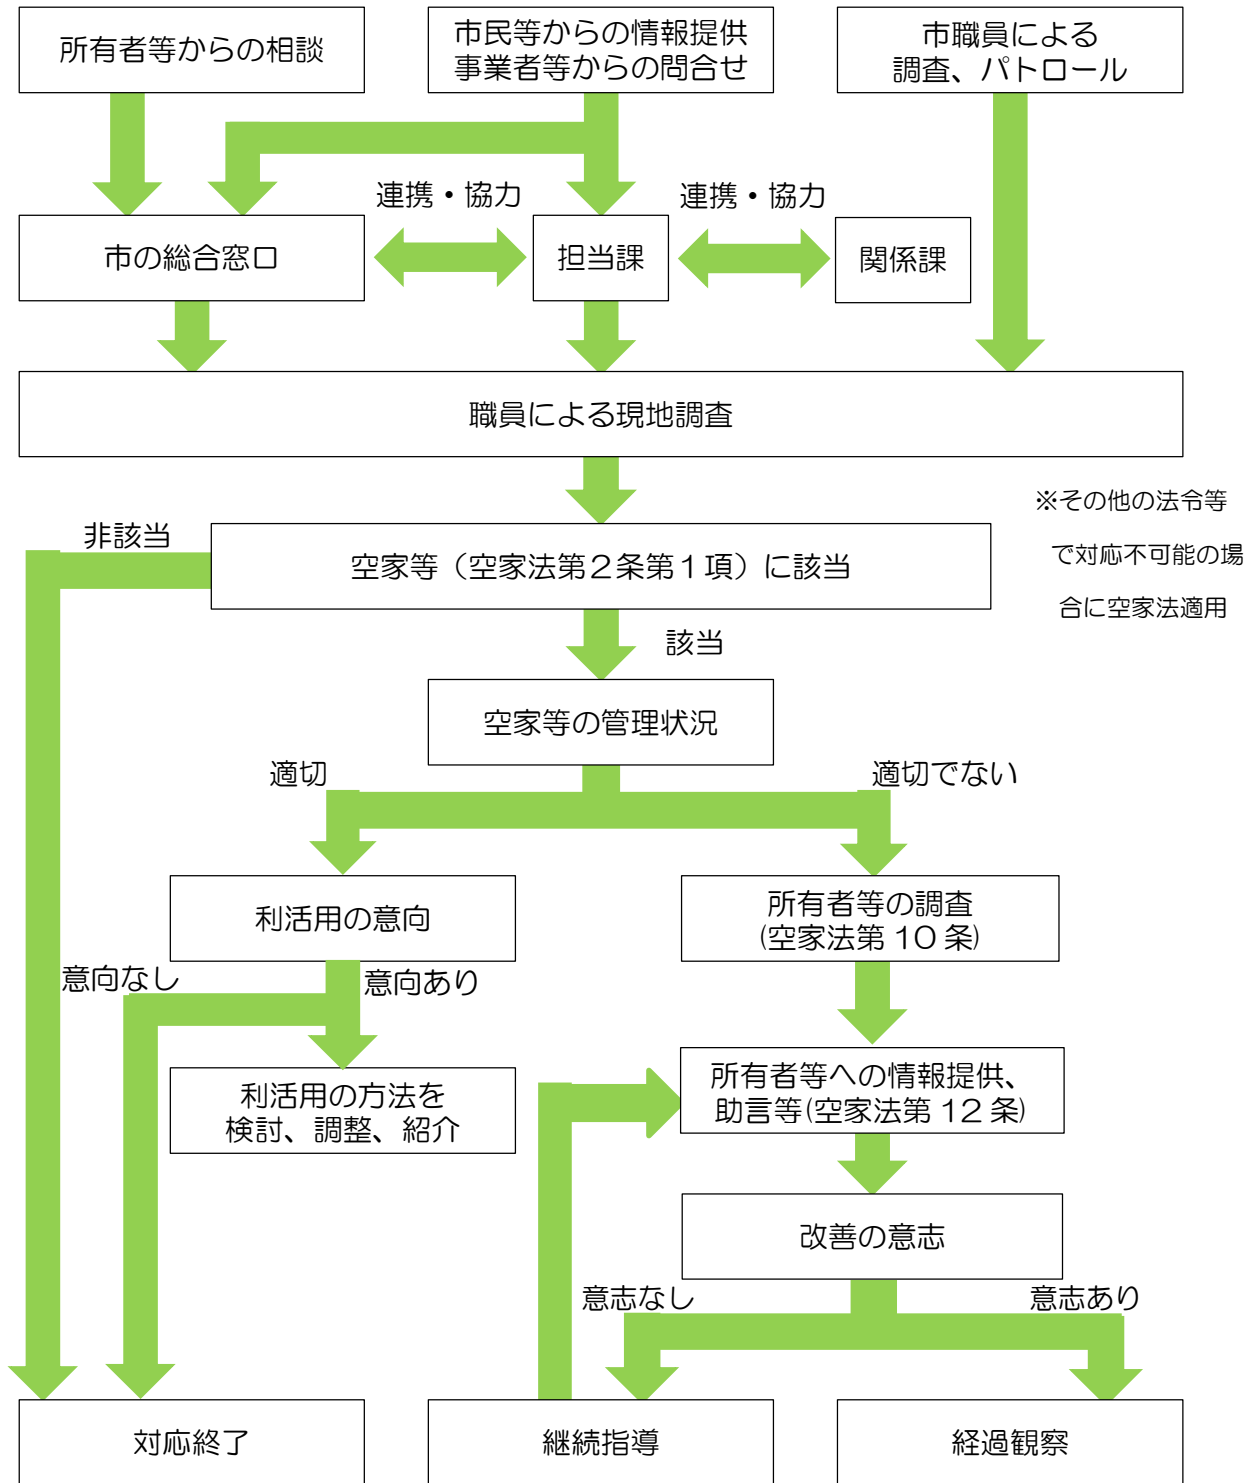 所有者等からの相談
市民等からの情報提供
事業者等からの問合せ
市職員による
調査、パトロール
連携・協力
連携・協力
市の総合窓口
担当課
関係課
職員による現地調査
※その他の法令等
で対応不可能の場
合に空家法適用
非該当
空家等（空家法第２条第１項）に該当
該当
空家等の管理状況
適切
適切でない
利活用の意向
所有者等の調査
(空家法第 10 条)
意向なし
意向あり
利活用の方法を
検討、調整、紹介
所有者等への情報提供、
助言等(空家法第 12 条)
改善の意志
意志なし
意志あり
対応終了
継続指導
経過観察